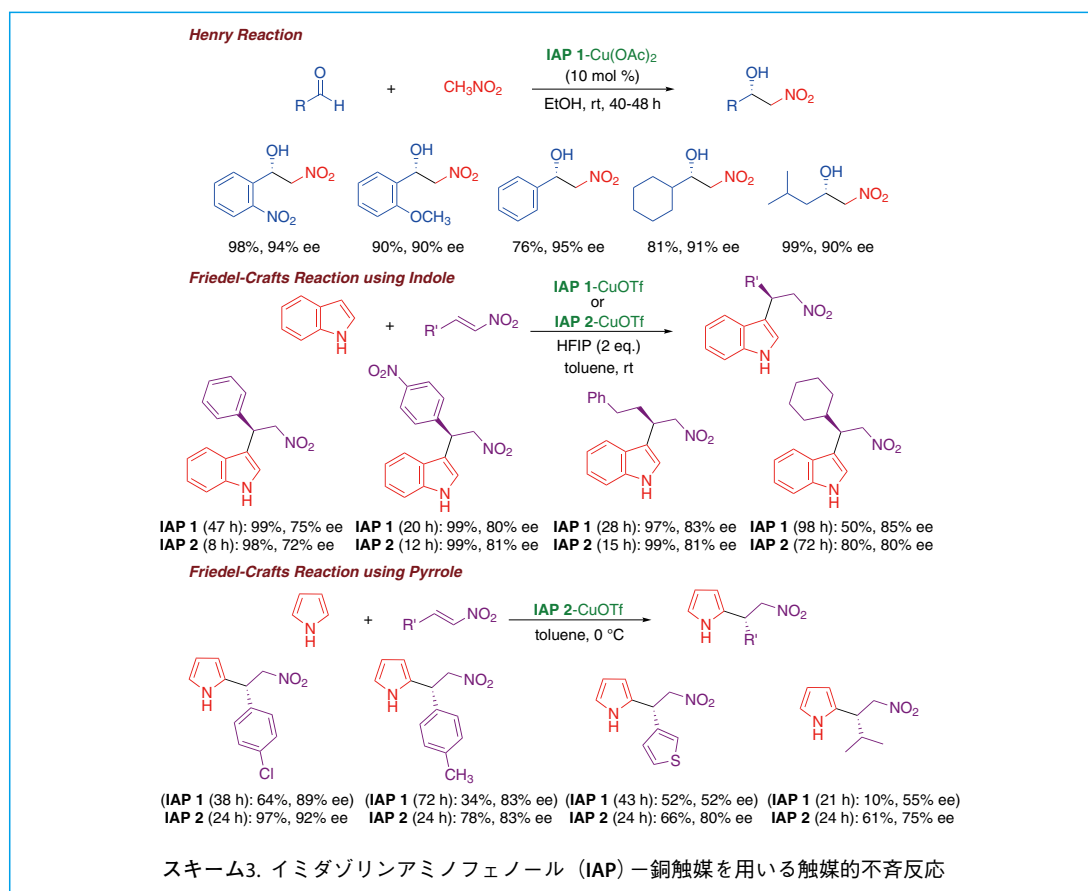 Henry Reaction
IAP 1-Cu(OAc)2
(10 mol %)
EtOH, rt, 40-48 h
R O H + CH3NO2
OH R NO2
OH NO2 NO2
OH NO2 OCH3
OH NO2
OH NO2
OH NO2
98%, 94% ee 90%, 90% ee 76%, 95% ee 81%, 91% ee 99%, 90% ee
Friedel-Crafts Reaction using Indole
IAP 1-CuOTf
or
IAP 2-CuOTf
HFIP (2 eq.)
toluene, rt
N H + R' NO2
R' NO2 N H
NO2 N H
NO2 NO2 N H
Ph NO2 N H
NO2 N H
IAP 1 (47 h): 99%, 75% ee IAP 1 (20 h): 99%, 80% ee IAP 1 (28 h): 97%, 83% ee IAP 1 (98 h): 50%, 85% ee
IAP 2 (8 h): 98%, 72% ee IAP 2 (12 h): 99%, 81% ee IAP 2 (15 h): 99%, 81% ee IAP 2 (72 h): 80%, 80% ee
Friedel-Crafts Reaction using Pyrrole
IAP 2-CuOTf
toluene, 0 °C
N H + R' NO2
N H NO2 R'
N H NO2 Cl
N H NO2 CH3
N H NO2 S
N H NO2
(IAP 1 (38 h): 64%, 89% ee) (IAP 1 (72 h): 34%, 83% ee) (IAP 1 (43 h): 52%, 52% ee) (IAP 1 (21 h): 10%, 55% ee)
IAP 2 (24 h): 97%, 92% ee IAP 2 (24 h): 78%, 83% ee IAP 2 (24 h): 66%, 80% ee IAP 2 (24 h): 61%, 75% ee
スキーム3. イミダゾリンアミノフェノール（IAP）－銅触媒を用いる触媒的不斉反応